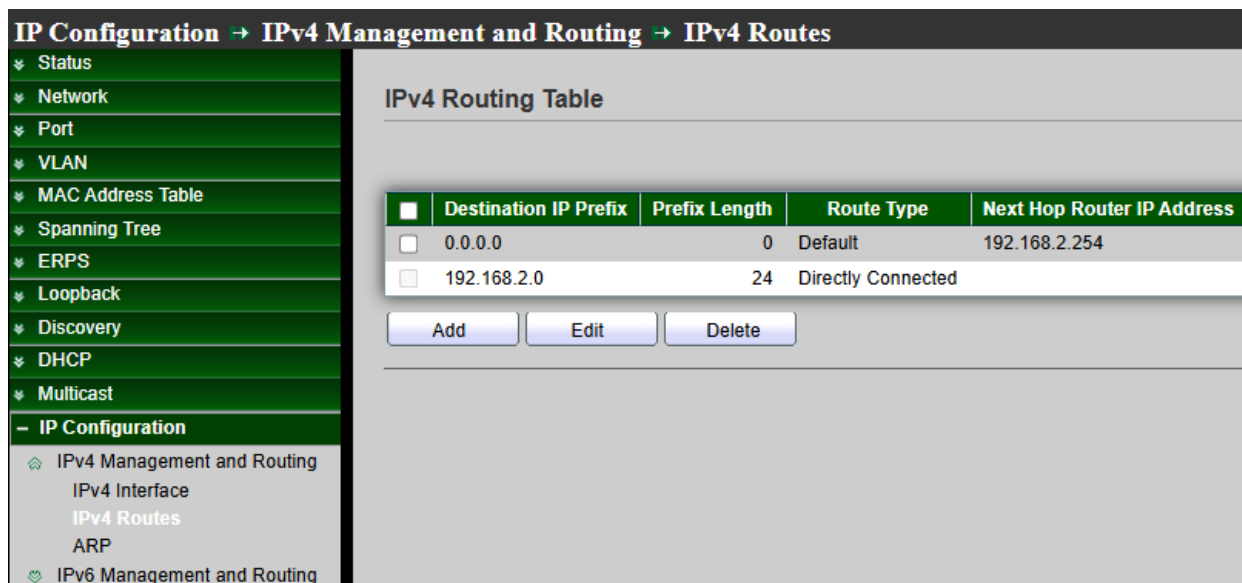 IP Configuration → IPv4 Management and Routing → IPv4 Routes
Status
Network
Port
VLAN
MAC Address Table
Spanning Tree
ERPS
Loopback
Discovery
DHCP
Multicast
IP Configuration
IPv4 Management and Routing
IPv4 Interface
IPv4 Routes
ARP
IPv6 Management and Routing
IPv4 Routing Table
Destination IP Prefix Prefix Length Route Type Next Hop Router IP Address
0.0.0.0 0 Default 192.168.2.254
192.168.2.0 24 Directly Connected
Add Edit Delete